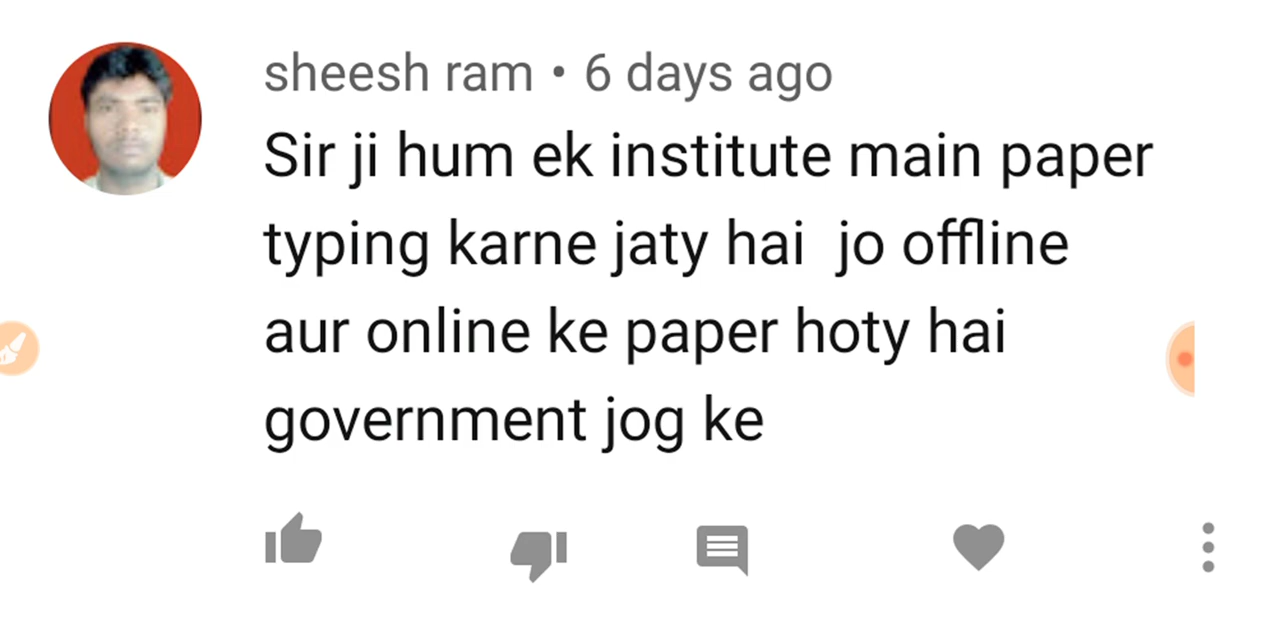 sheesh ram • 6 days ago
Sir ji hum ek institute main paper
typing karne jaty hai  jo offline
aur online ke paper hoty hai
government jog ke